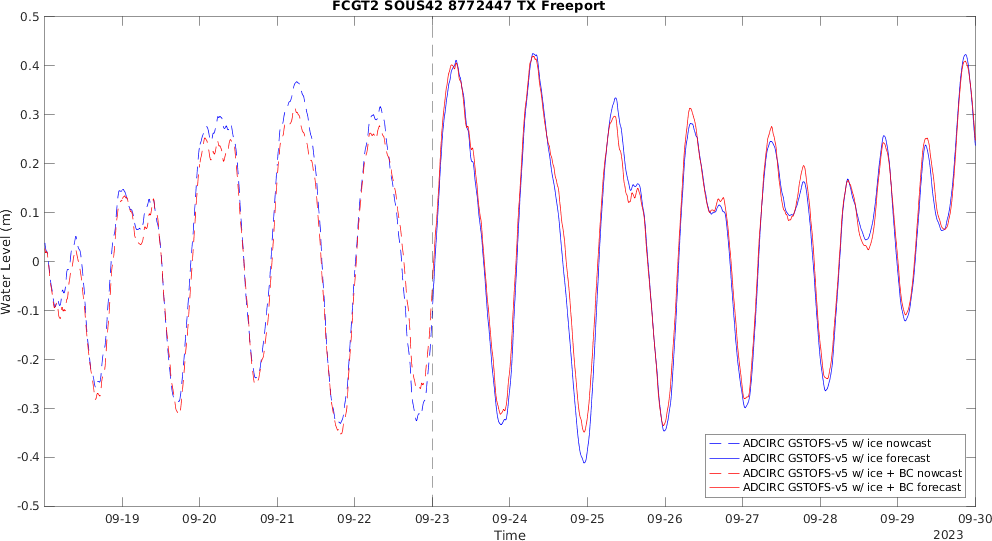 FCGT2 SOUS42 8772447 TX Freeport
0.5
0.4
0.3
0.2
0.1
0
-0.1
-0.2
-0.3
-0.4
-0.5
Water Level (m)
ADCIRC GSTOFS-v5 w/ ice nowcast
ADCIRC GSTOFS-v5 w/ ice forecast
ADCIRC GSTOFS-v5 w/ ice + BC nowcast
ADCIRC GSTOFS-v5 w/ ice + BC forecast
09-19 09-20 09-21 09-22 09-23 09-24 09-25 09-26 09-27 09-28 09-29 09-30
Time
2023